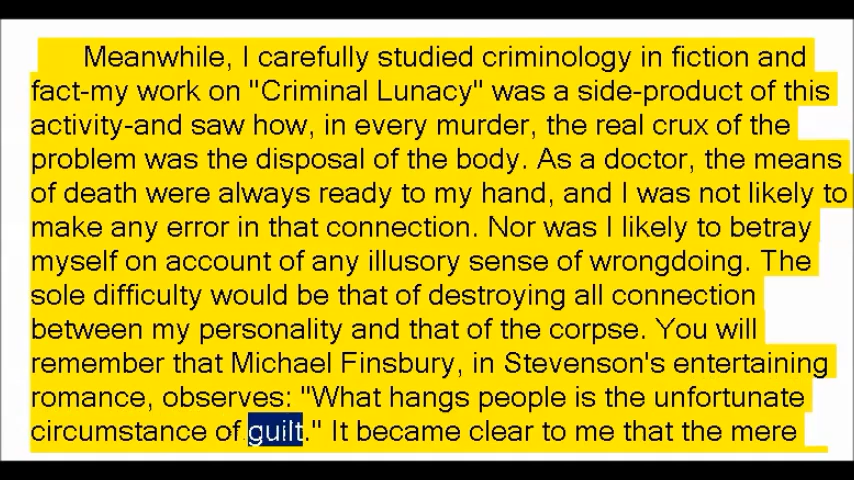 Meanwhile, I carefully studied criminology in fiction and
fact-my work on "Criminal Lunacy" was a side-product of this
activity-and saw how, in every murder, the real crux of the
problem was the disposal of the body. As a doctor, the means
of death were always ready to my hand, and I was not likely to
make any error in that connection. Nor was I likely to betray
myself on account of any illusory sense of wrongdoing. The
sole difficulty would be that of destroying all connection
between my personality and that of the corpse. You will
remember that Michael Finsbury, in Stevenson's entertaining
romance, observes: "What hangs people is the unfortunate
circumstance of guilt." It became clear to me that the mere